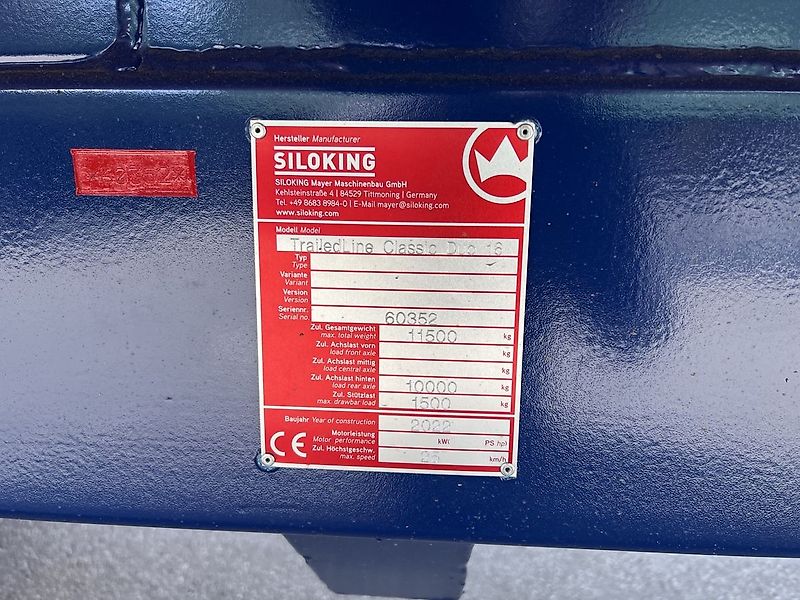 Hersteller Manufacturer
SILOKING
SILOKING Mayer Maschinenbau GmbH
Kehlsteinstraße 4 | 84529 Tittmoning | Germany
Tel. +49 8683 8984-0 | E-Mail mayer@siloking.com
www.siloking.com
Modell Model
TrailedLine Classic Duo 16
Typ
Type
Variante
Variant
Version
Version
Seriennr.
Serial no. 60352
Zul. Gesamtgewicht
max. total weight 11500 kg
Zul. Achslast vorn
load front axle kg
Zul. Achslast mittig
load central axle kg
Zul. Achslast hinten
load rear axle 10000 kg
Zul. Stützlast
max. drawbar load 1500 kg
Baujahr Year of construction 2022
Motorleistung
Motor performance kW( PS hp)
Zul. Höchstgeschw.
max. speed 25 km/h
CE